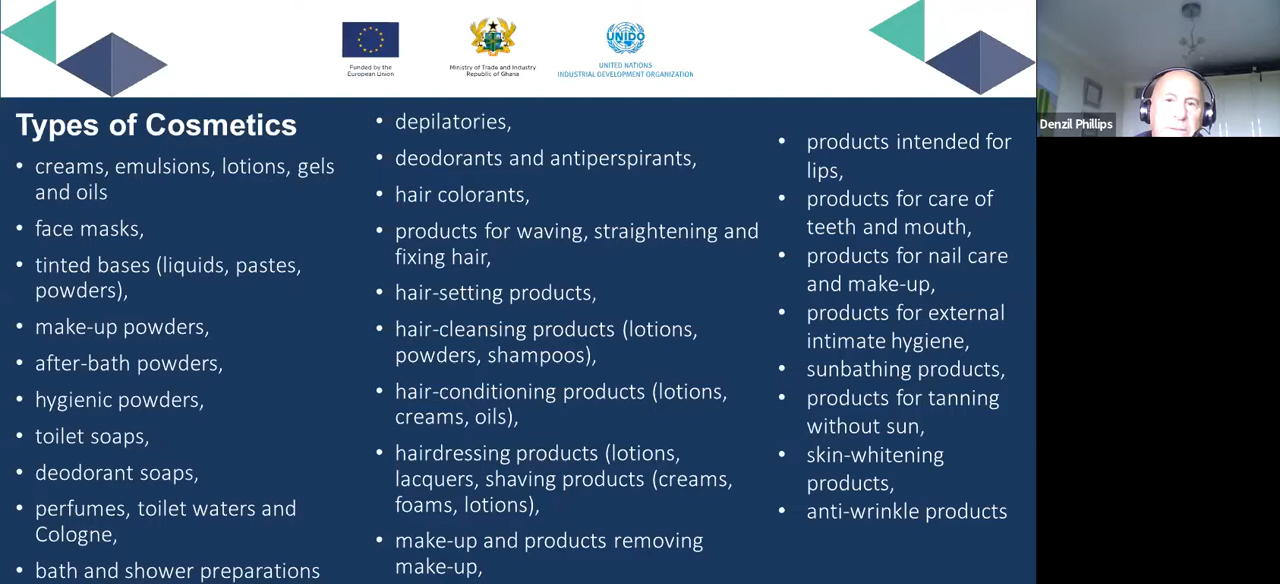 Funded by the
European Union
Ministry of Trade and Industry
Republic of Ghana
UNIDO
UNITED NATIONS
INDUSTRIAL DEVELOPMENT ORGANIZATION
Denzil Phillips
Types of Cosmetics
• creams, emulsions, lotions, gels
and oils
• face masks,
• tinted bases (liquids, pastes,
powders),
• make-up powders,
• after-bath powders,
• hygienic powders,
• toilet soaps,
• deodorant soaps,
• perfumes, toilet waters and
Cologne,
• bath and shower preparations
• depilatories,
• deodorants and antiperspirants,
• hair colorants,
• products for waving, straightening and
fixing hair,
• hair-setting products,
• hair-cleansing products (lotions,
powders, shampoos),
• hair-conditioning products (lotions,
creams, oils),
• hairdressing products (lotions,
lacquers, shaving products (creams,
foams, lotions),
• make-up and products removing
make-up,
• products intended for
lips,
• products for care of
teeth and mouth,
• products for nail care
and make-up,
• products for external
intimate hygiene,
• sunbathing products,
• products for tanning
without sun,
• skin-whitening
products,
• anti-wrinkle products